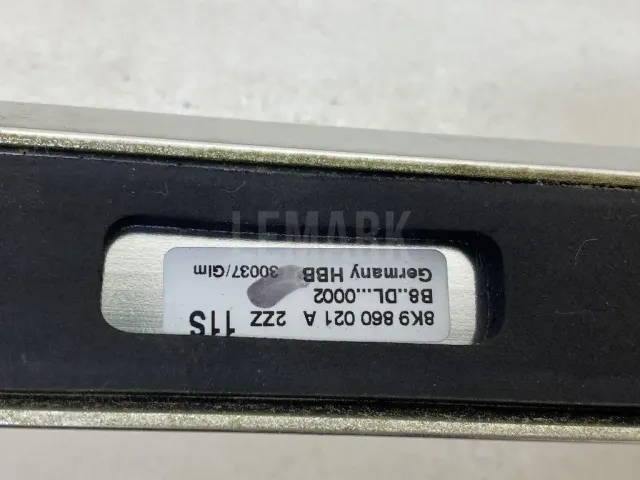 LEMARK
8K9 860 021 A 2ZZ 11S
B8..DL....0002
Germany HBB 30037/Glm